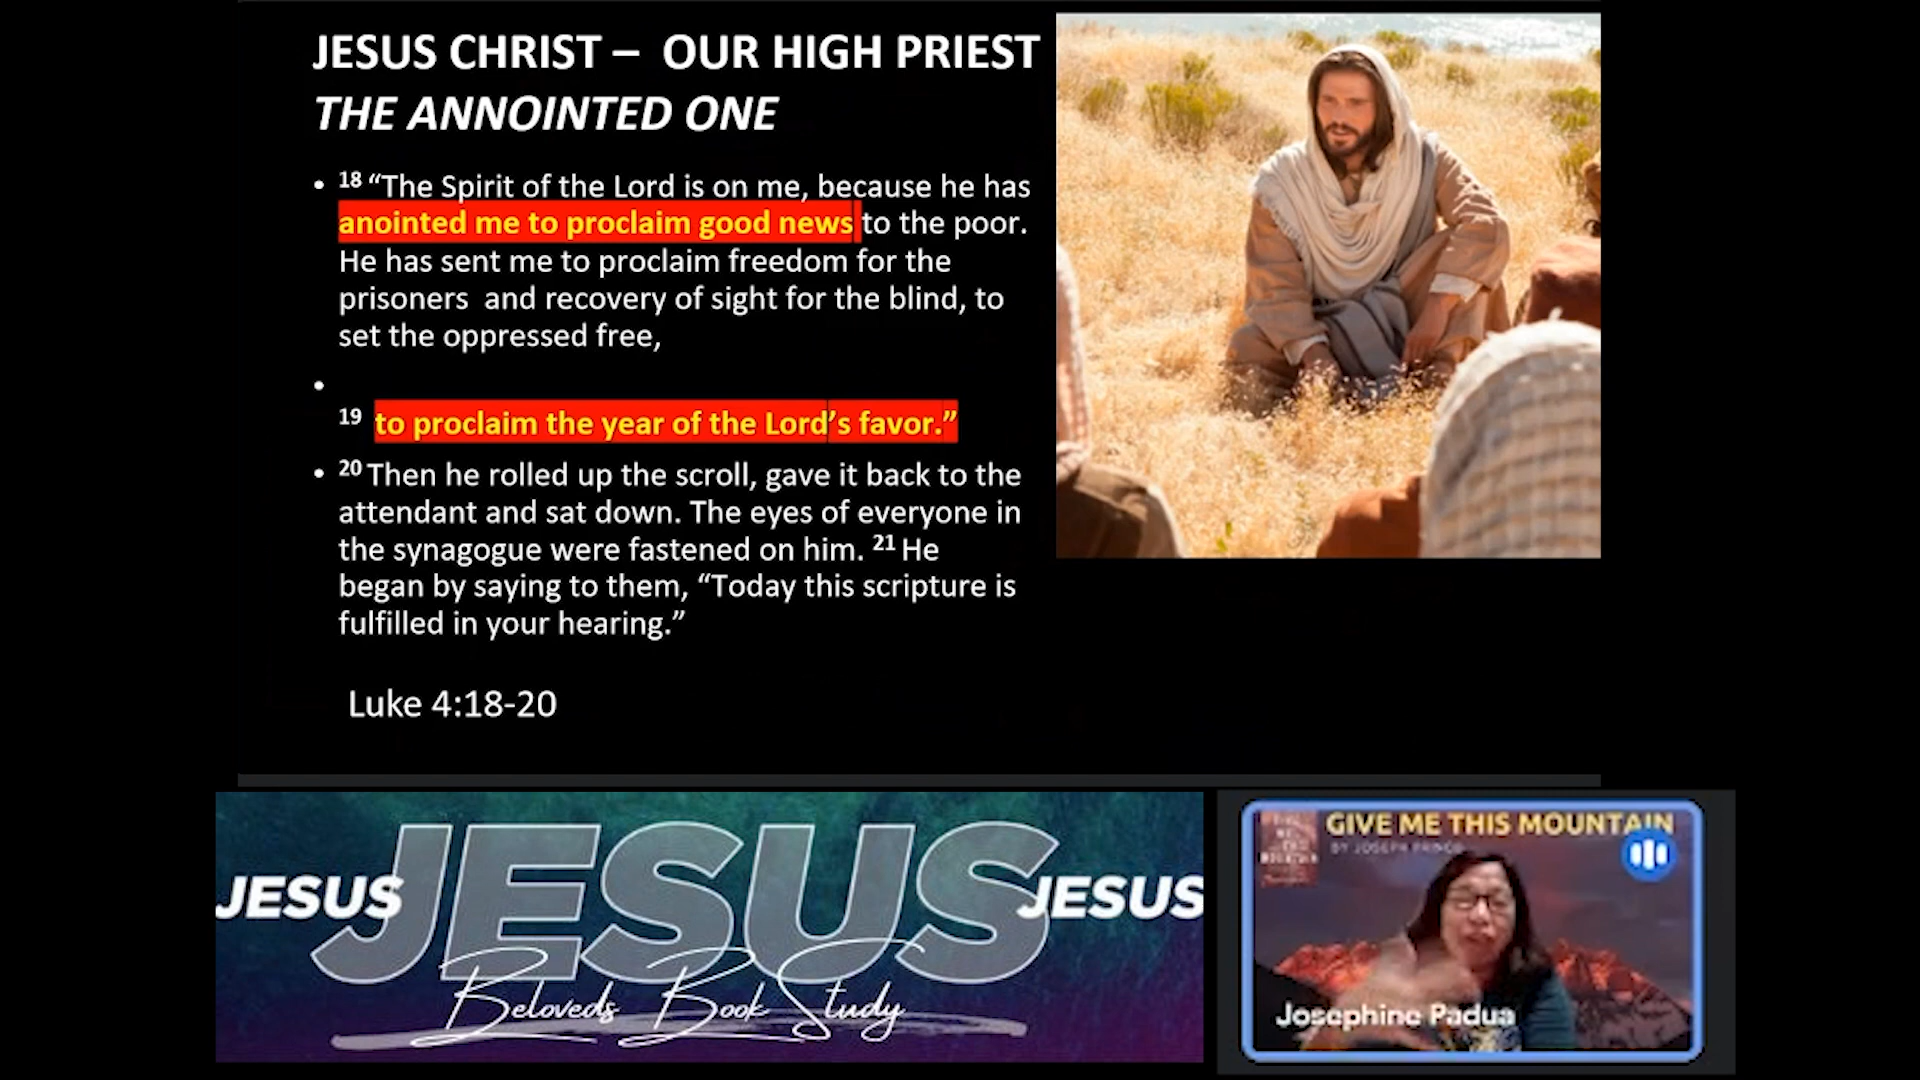 JESUS CHRIST – OUR HIGH PRIEST
THE ANNOINTED ONE
• 18 “The Spirit of the Lord is on me, because he has
anointed me to proclaim good news to the poor.
He has sent me to proclaim freedom for the
prisoners and recovery of sight for the blind, to
set the oppressed free,
•
19 to proclaim the year of the Lord’s favor.”
• 20 Then he rolled up the scroll, gave it back to the
attendant and sat down. The eyes of everyone in
the synagogue were fastened on him. 21 He
began by saying to them, “Today this scripture is
fulfilled in your hearing.”
Luke 4:18-20
JESUS JESUS JESUS
Beloveds Book Study
GIVE ME THIS MOUNTAIN
BY JOSEPH PRINCE
Josephine Padua